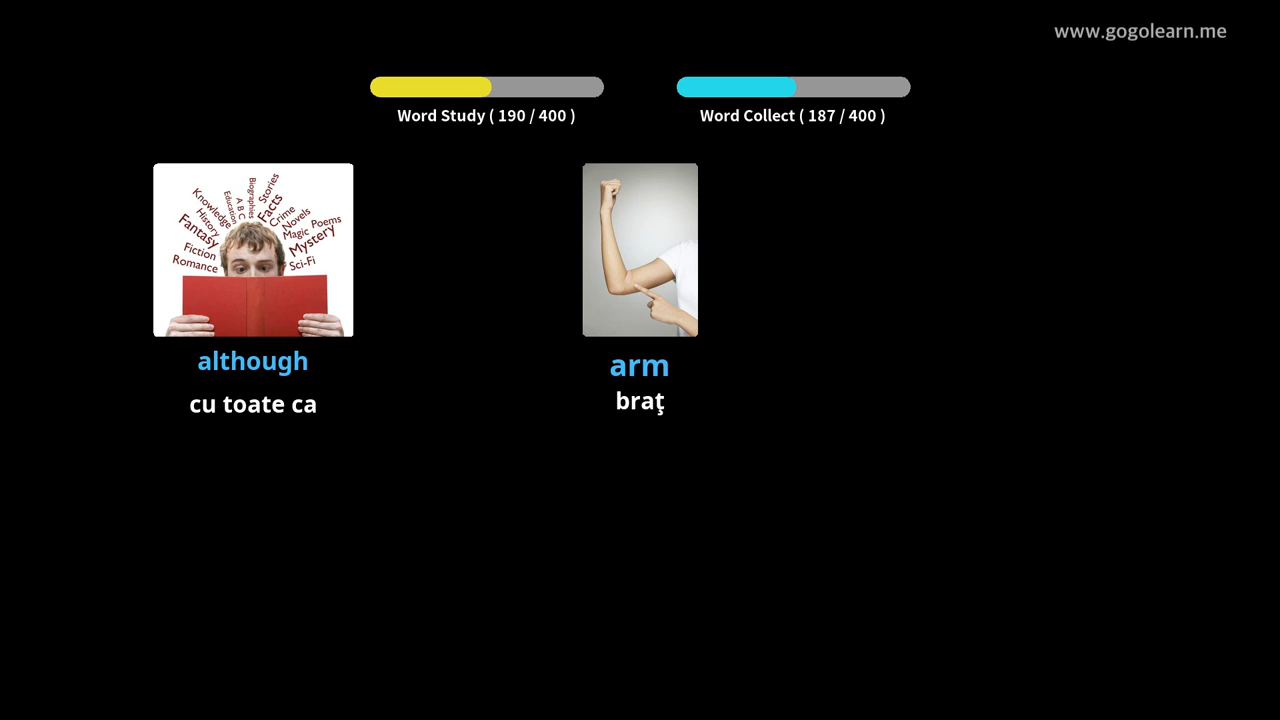 www.gogolearn.me
Word Study ( 190 / 400 )
Word Collect ( 187 / 400 )
Knowledge
History
Fantasy
Fiction
Romance
Education
A B C
Biographies
Stories
Facts
Crime
Novels
Magic
Poems
Mystery
Sci-Fi
although
cu toate ca
arm
braţ